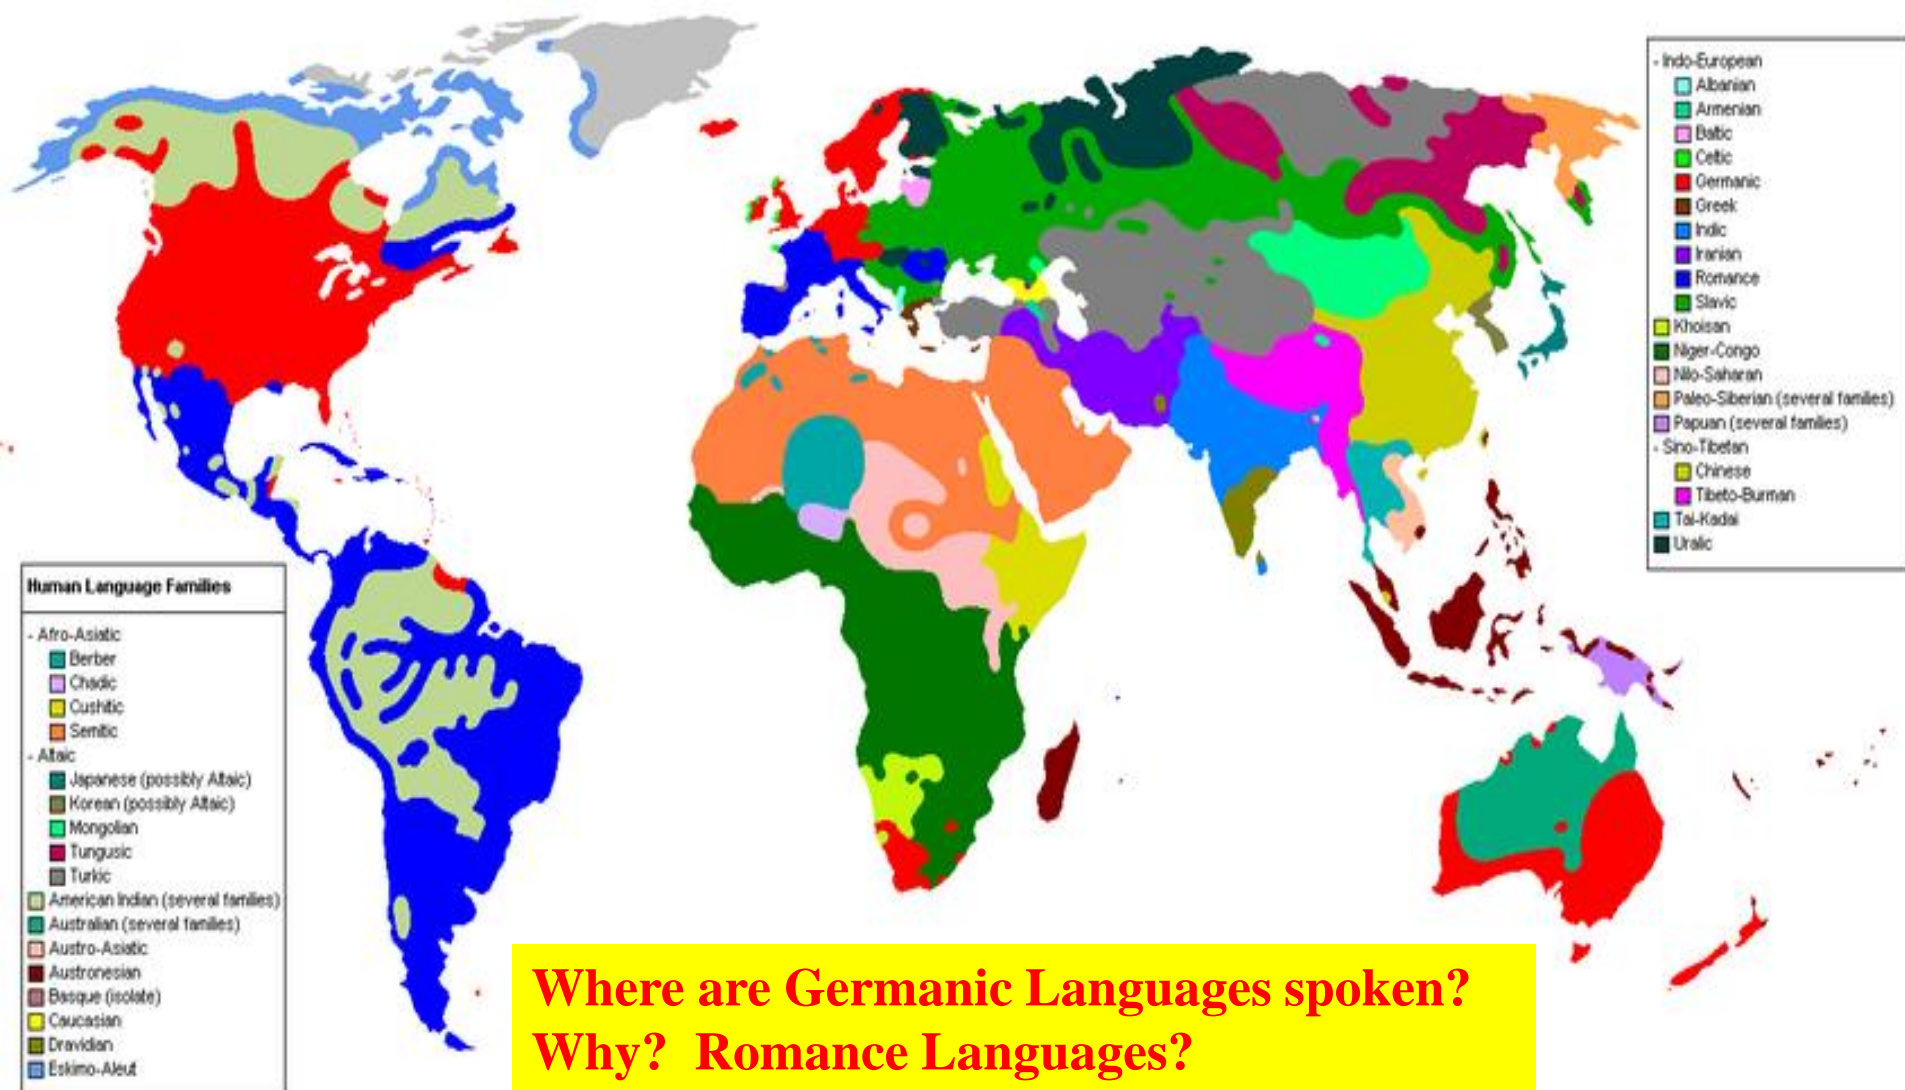 - Indo-European
Albanian
Armenian
Baltic
Celtic
Germanic
Greek
Indic
Iranian
Romance
Slavic
Khoisan
Niger-Congo
Nilo-Saharan
Paleo-Siberian (several families)
Papuan (several families)
- Sino-Tibetan
Chinese
Tibeto-Burman
Tai-Kadai
Uralic
Human Language Families
- Afro-Asiatic
Berber
Chadic
Cushitic
Semitic
- Altaic
Japanese (possibly Altaic)
Korean (possibly Altaic)
Mongolian
Tungusic
Turkic
American Indian (several families)
Australian (several families)
Austro-Asiatic
Austronesian
Basque (isolate)
Caucasian
Dravidian
Eskimo-Aleut
Where are Germanic Languages spoken?
Why? Romance Languages?